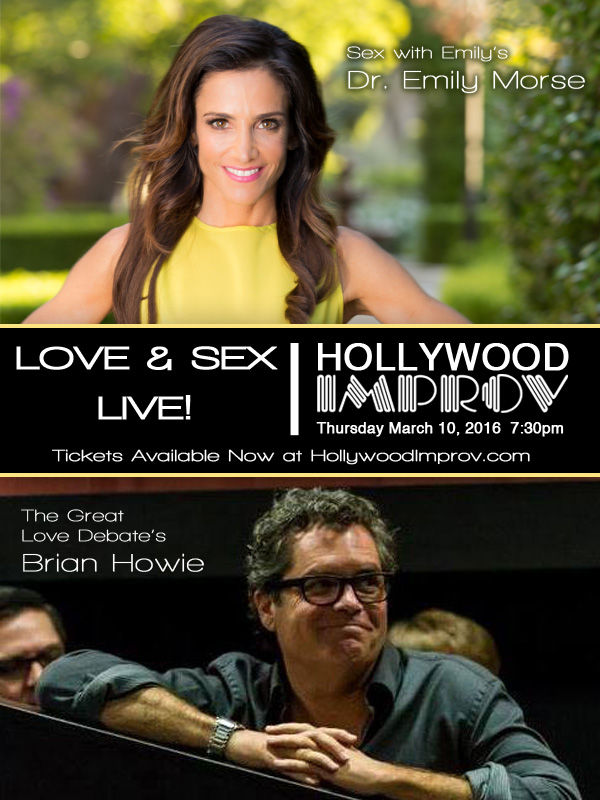 Sex with Emily's
Dr. Emily Morse
LOVE & SEX
LIVE!
HOLLYWOOD
IMPROV
Thursday March 10, 2016 7:30pm
Tickets Available Now at HollywoodImprov.com
The Great
Love Debate's
Brian Howie